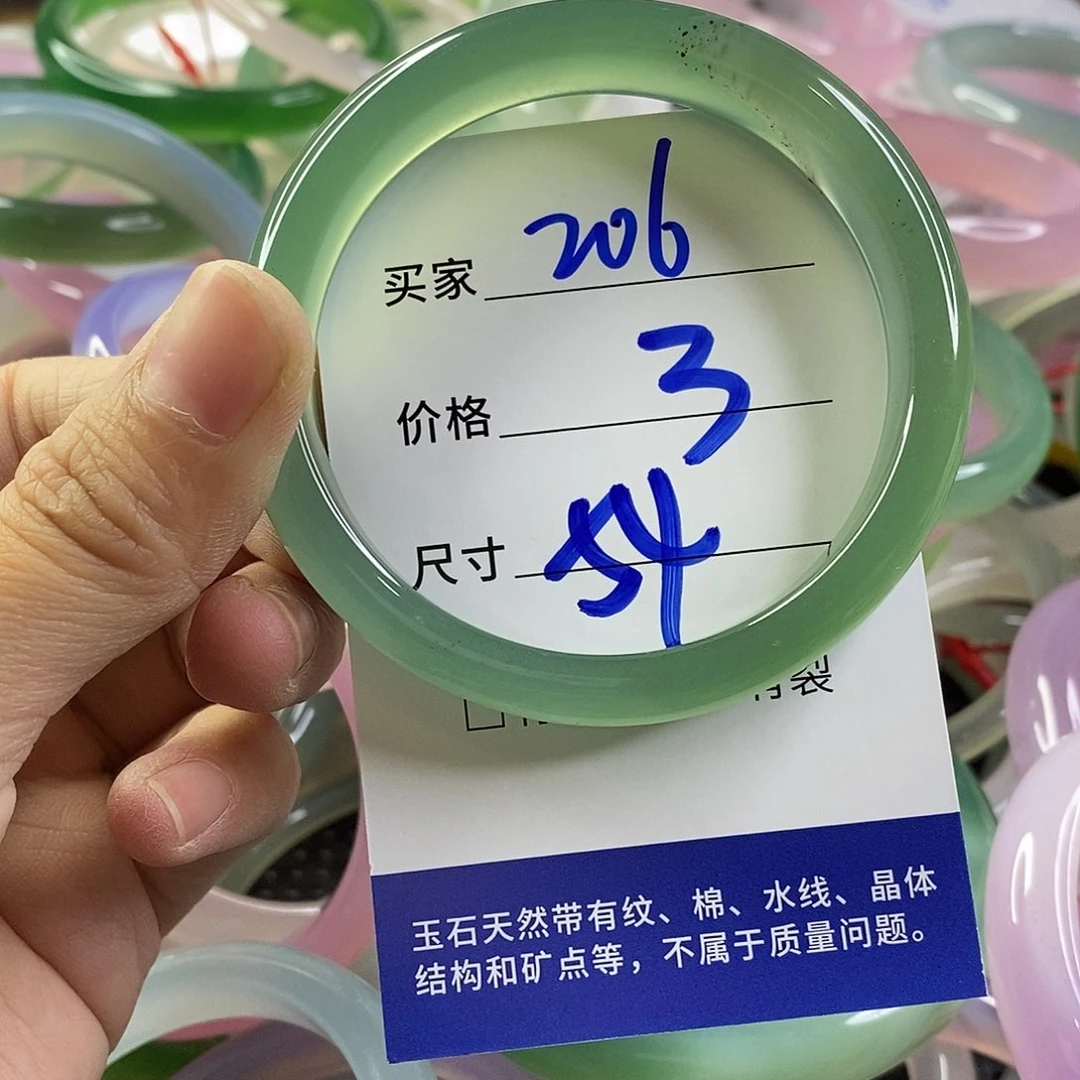 买家 206
价格 3
尺寸 54
裂
玉石天然带有纹、棉、水线、晶体
结构和矿点等，不属于质量问题。